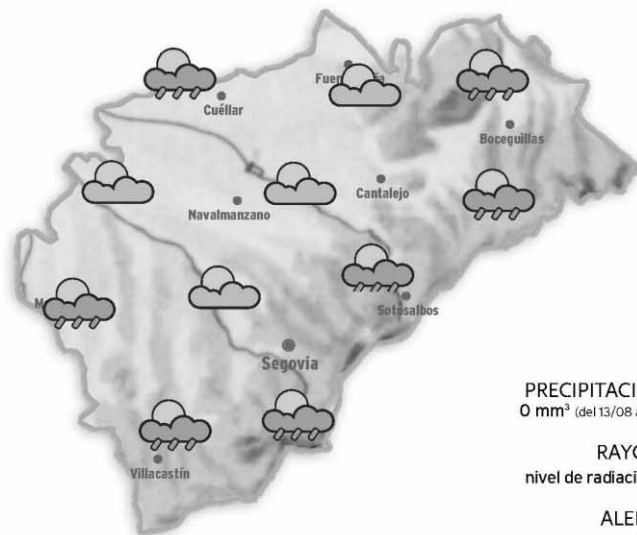 Cuéllar
Boceguillas
Cantalejo
Navalmanzano
Sotosalbos
Segovia
Villacastín
PRECIPITACI
0 mm³ (del 13/08 a
RAYO
nivel de radiaci
ALE